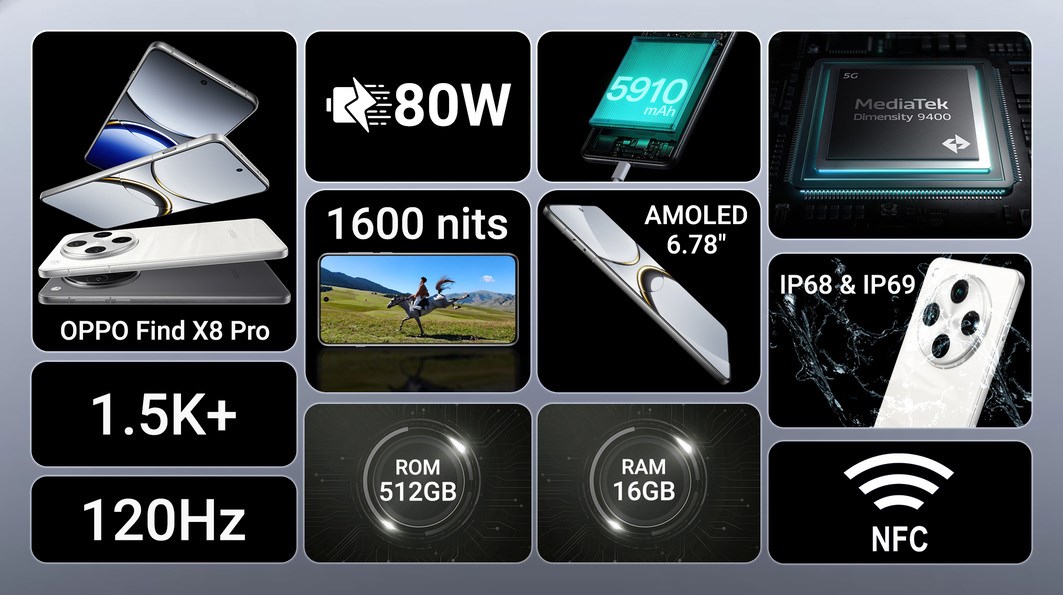 OPPO Find X8 Pro
80W
5910
mAh
5G
MediaTek
Dimensity 9400
1600 nits
AMOLED
6.78"
IP68 & IP69
1.5K+
120Hz
ROM
512GB
RAM
16GB
NFC